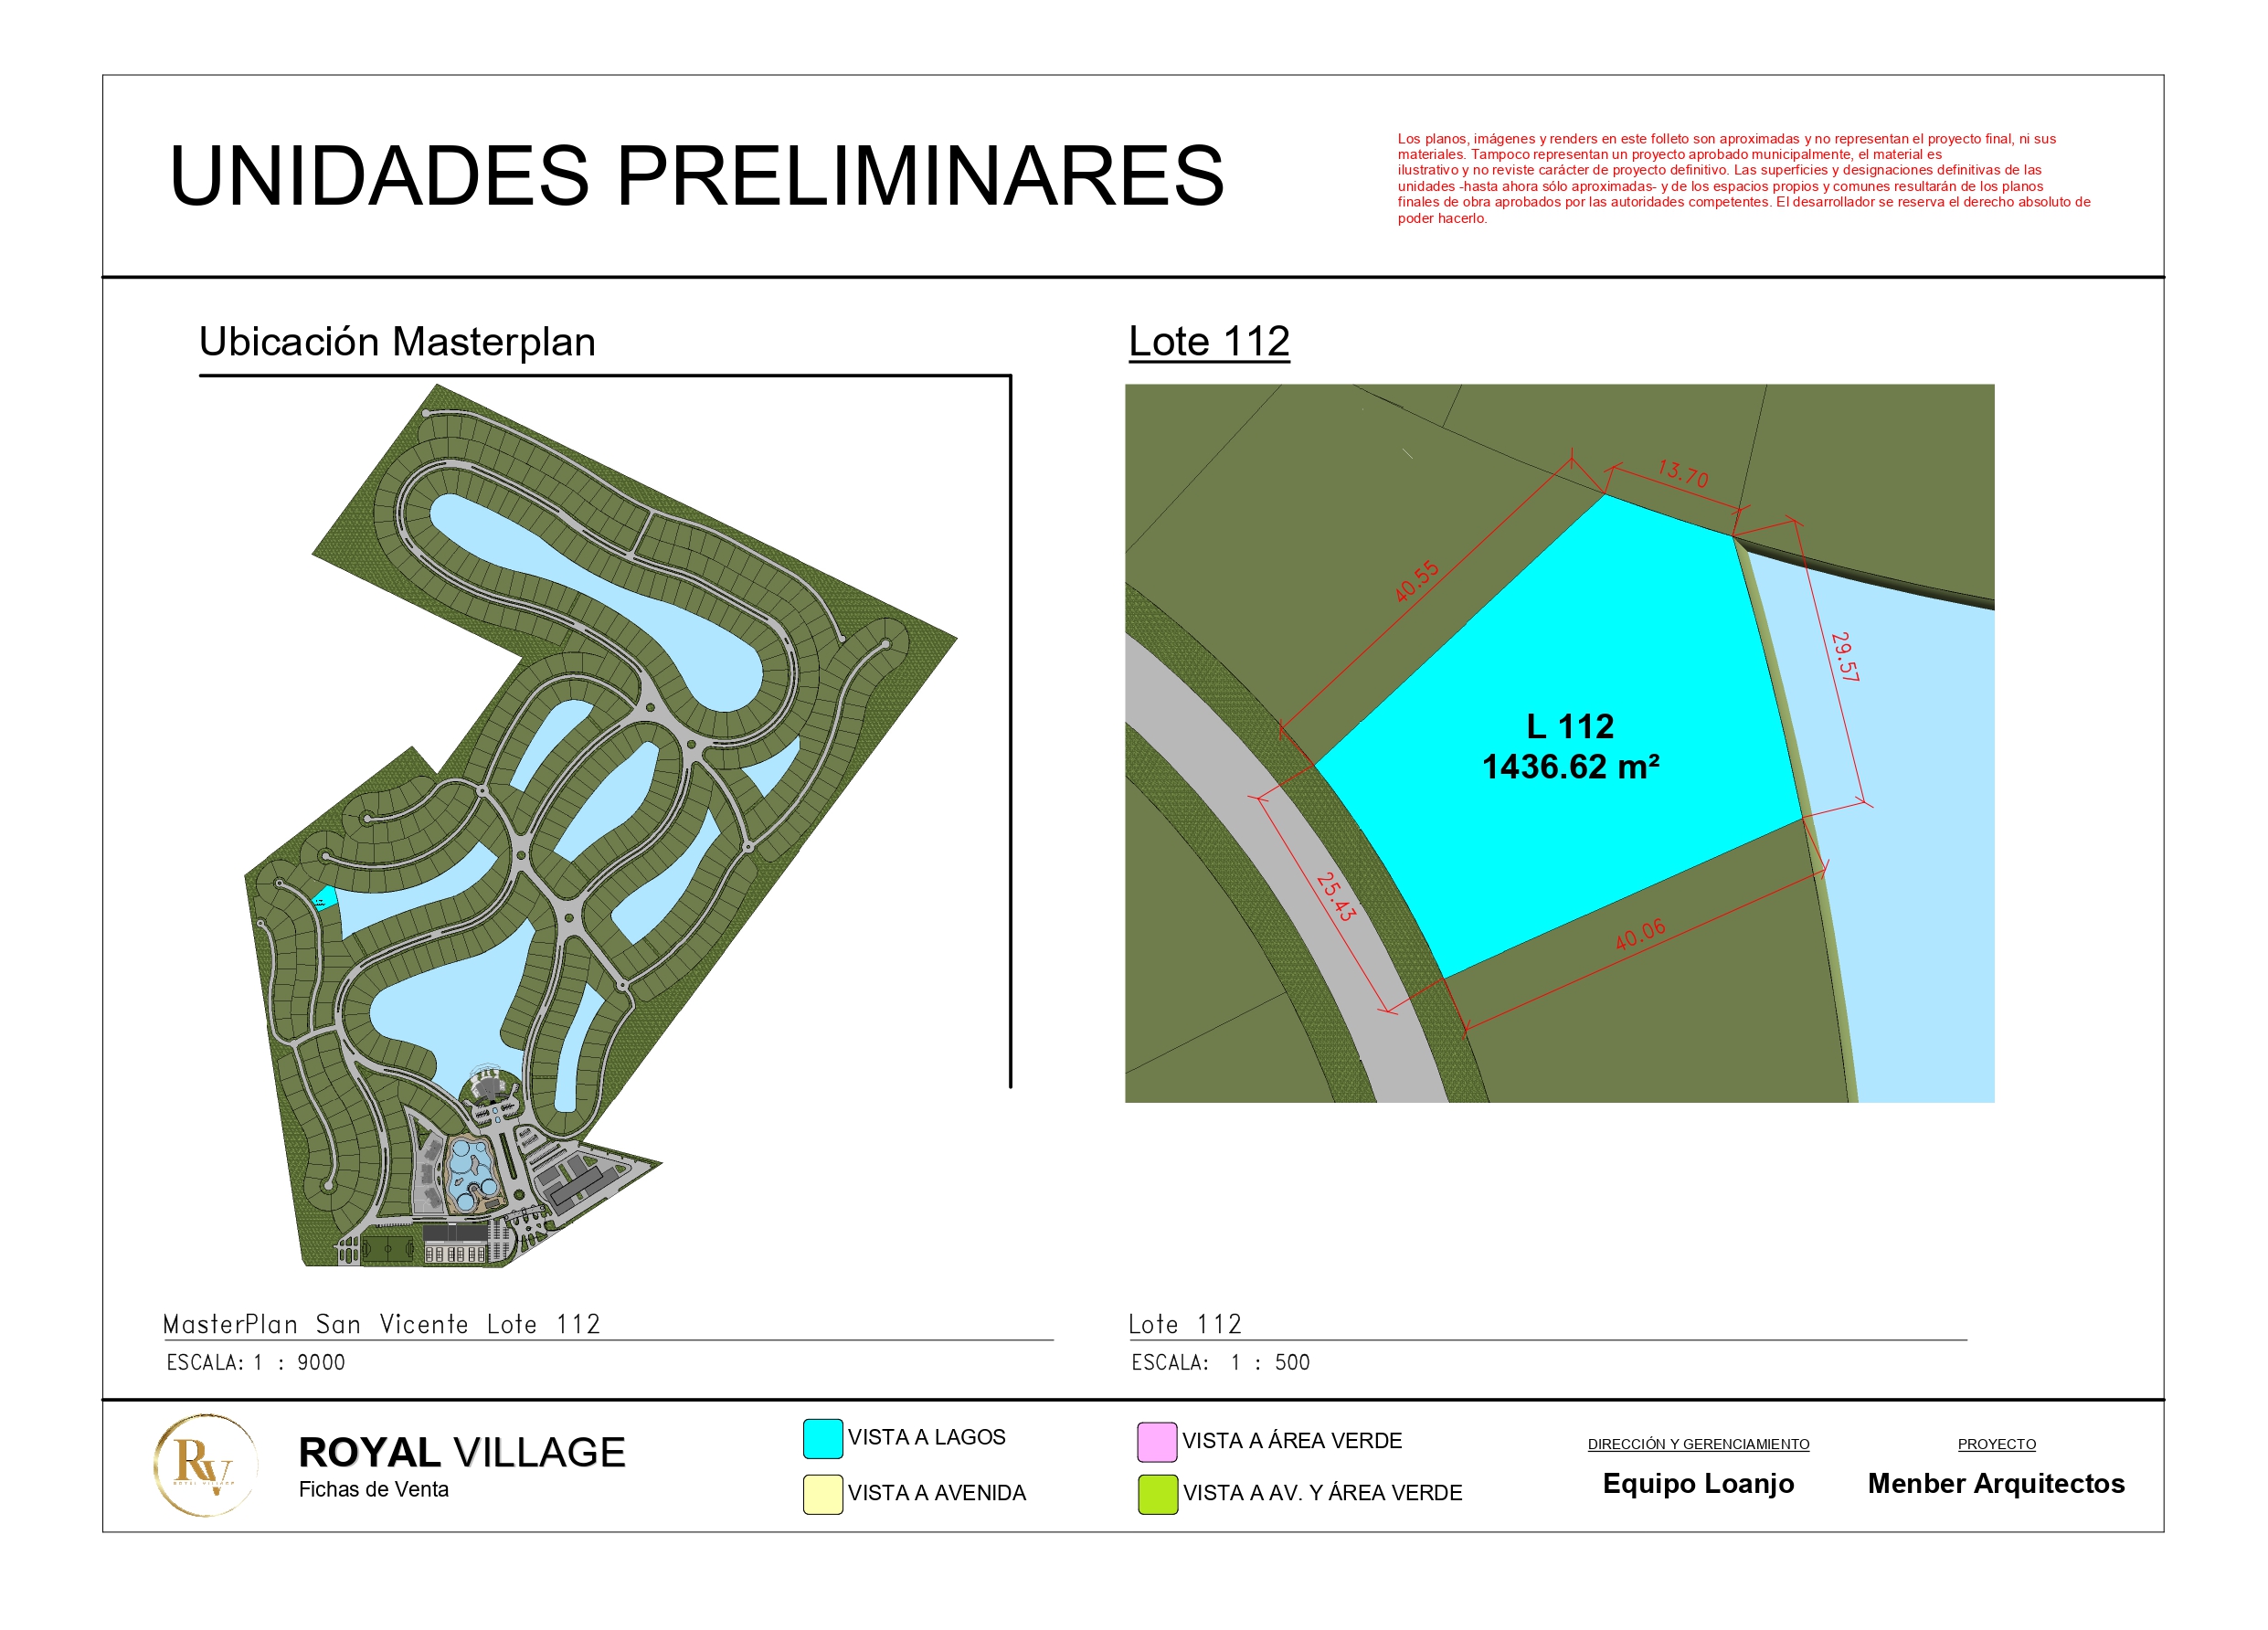 UNIDADES PRELIMINARES
Los planos, imágenes y renders en este folleto son aproximadas y no representan el proyecto final, ni sus
materiales. Tampoco representan un proyecto aprobado municipalmente, el material es
ilustrativo y no reviste carácter de proyecto definitivo. Las superficies y designaciones definitivas de las
unidades -hasta ahora sólo aproximadas- y de los espacios propios y comunes resultarán de los planos
finales de obra aprobados por las autoridades competentes. El desarrollador se reserva el derecho absoluto de
poder hacerlo.
Ubicación Masterplan
Lote 112
13.70
40.55
29.57
L 112
1436.62 m²
25.43
40.06
MasterPlan San Vicente Lote 112
ESCALA: 1 : 9000
Lote 112
ESCALA: 1 : 500
RV
ROYAL VILLAGE
ROYAL VILLAGE
Fichas de Venta
VISTA A LAGOS
VISTA A AVENIDA
VISTA A ÁREA VERDE
VISTA A AV. Y ÁREA VERDE
DIRECCIÓN Y GERENCIAMIENTO
Equipo Loanjo
PROYECTO
Menber Arquitectos